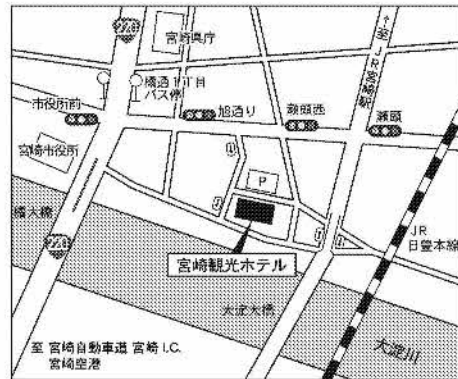 220
宮崎県庁
↑至JR宮崎駅
橘通1丁目
バス停
市役所前
旭通り
瀬頭西
瀬頭
宮崎市役所
P
橘大橋
220
JR
日豊本線
宮崎観光ホテル
大淀大橋
大淀川
至 宮崎自動車道 宮崎 I.C.
宮崎空港